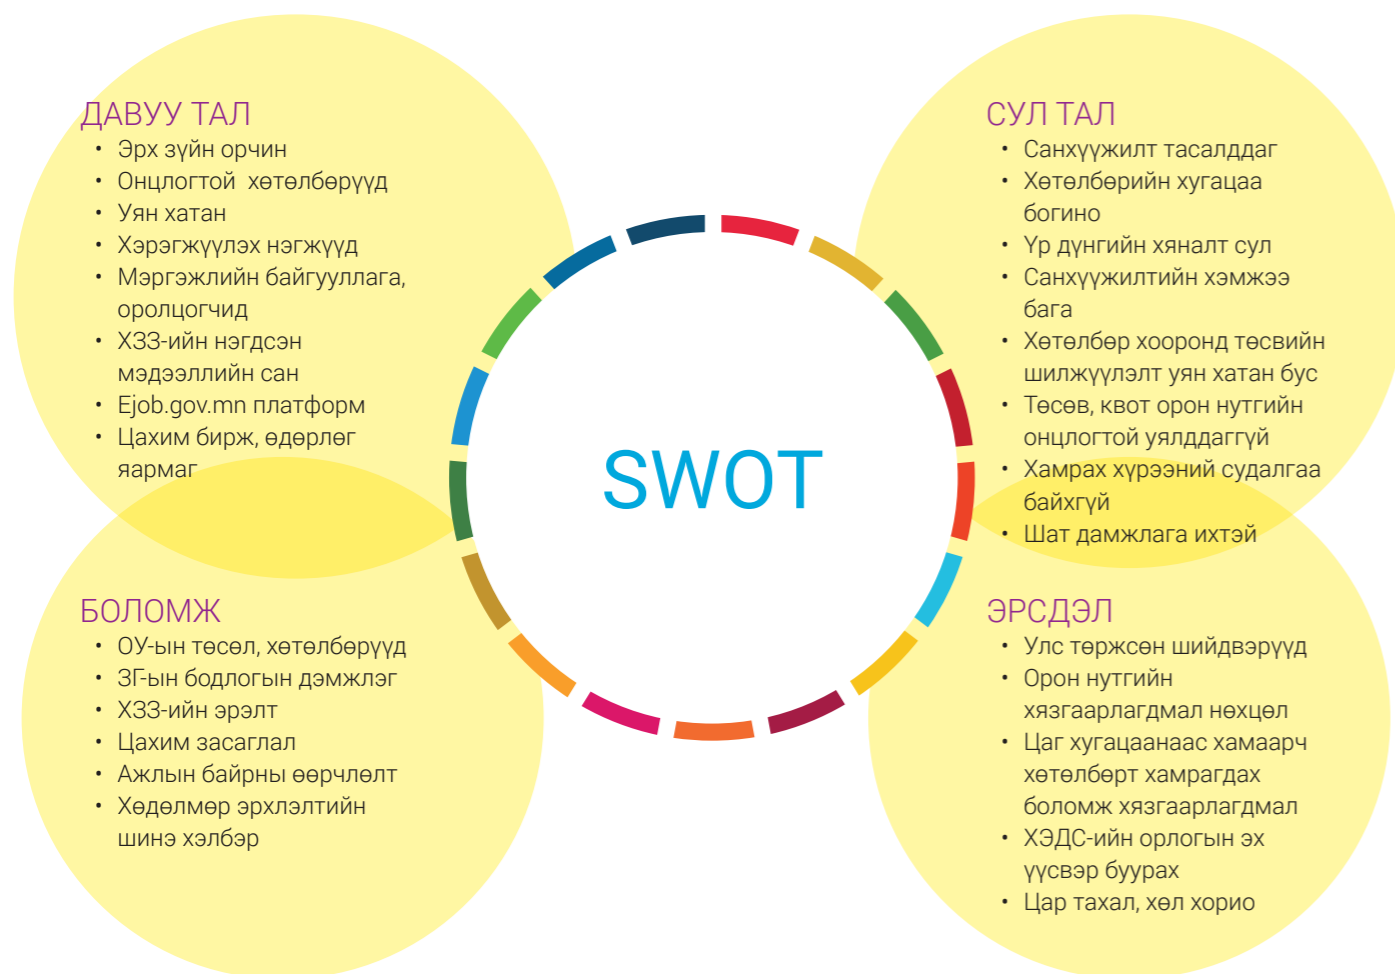 ДАВУУ ТАЛ
• Эрх зүйн орчин
• Онцлогтой хөтөлбөрүүд
• Уян хатан
• Хэрэгжүүлэх нэгжүүд
• Мэргэжлийн байгууллага,
оролцогчид
• ХЗЗ-ийн нэгдсэн
мэдээллийн сан
• Ejob.gov.mn платформ
• Цахим бирж, өдөрлөг
яармаг
СУЛ ТАЛ
• Санхүүжилт тасалддаг
• Хөтөлбөрийн хугацаа
богино
• Үр дүнгийн хяналт сул
• Санхүүжилтийн хэмжээ
бага
• Хөтөлбөр хооронд төсвийн
шилжүүлэлт уян хатан бус
• Төсөв, квот орон нутгийн
онцлогтой уялддаггүй
• Хамрах хүрээний судалгаа
байхгүй
• Шат дамжлага ихтэй
SWOT
БОЛОМЖ
• ОУ-ын төсөл, хөтөлбөрүүд
• ЗГ-ын бодлогын дэмжлэг
• ХЗЗ-ийн эрэлт
• Цахим засаглал
• Ажлын байрны өөрчлөлт
• Хөдөлмөр эрхлэлтийн
шинэ хэлбэр
ЭРСДЭЛ
• Улс төржсөн шийдвэрүүд
• Орон нутгийн
хязгаарлагдмал нөхцөл
• Цаг хугацаанаас хамаарч
хөтөлбөрт хамрагдах
боломж хязгаарлагдмал
• ХЭДС-ийн орлогын эх
үүсвэр буурах
• Цар тахал, хөл хорио